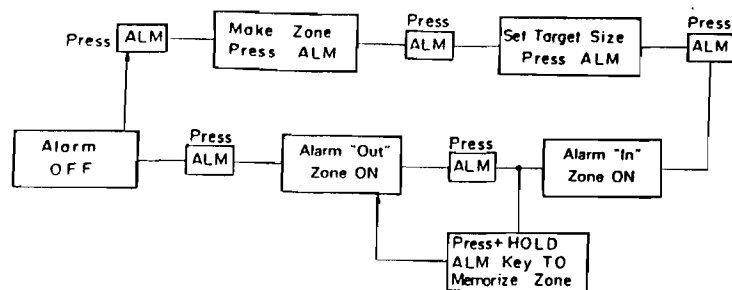 Press
ALM
Make Zone
Press ALM
Press
ALM
Set Target Size
Press ALM
Press
ALM
Alarm
OFF
Press
ALM
Alarm "Out"
Zone ON
Press
ALM
Alarm "In"
Zone ON
Press+HOLD
ALM Key TO
Memorize Zone